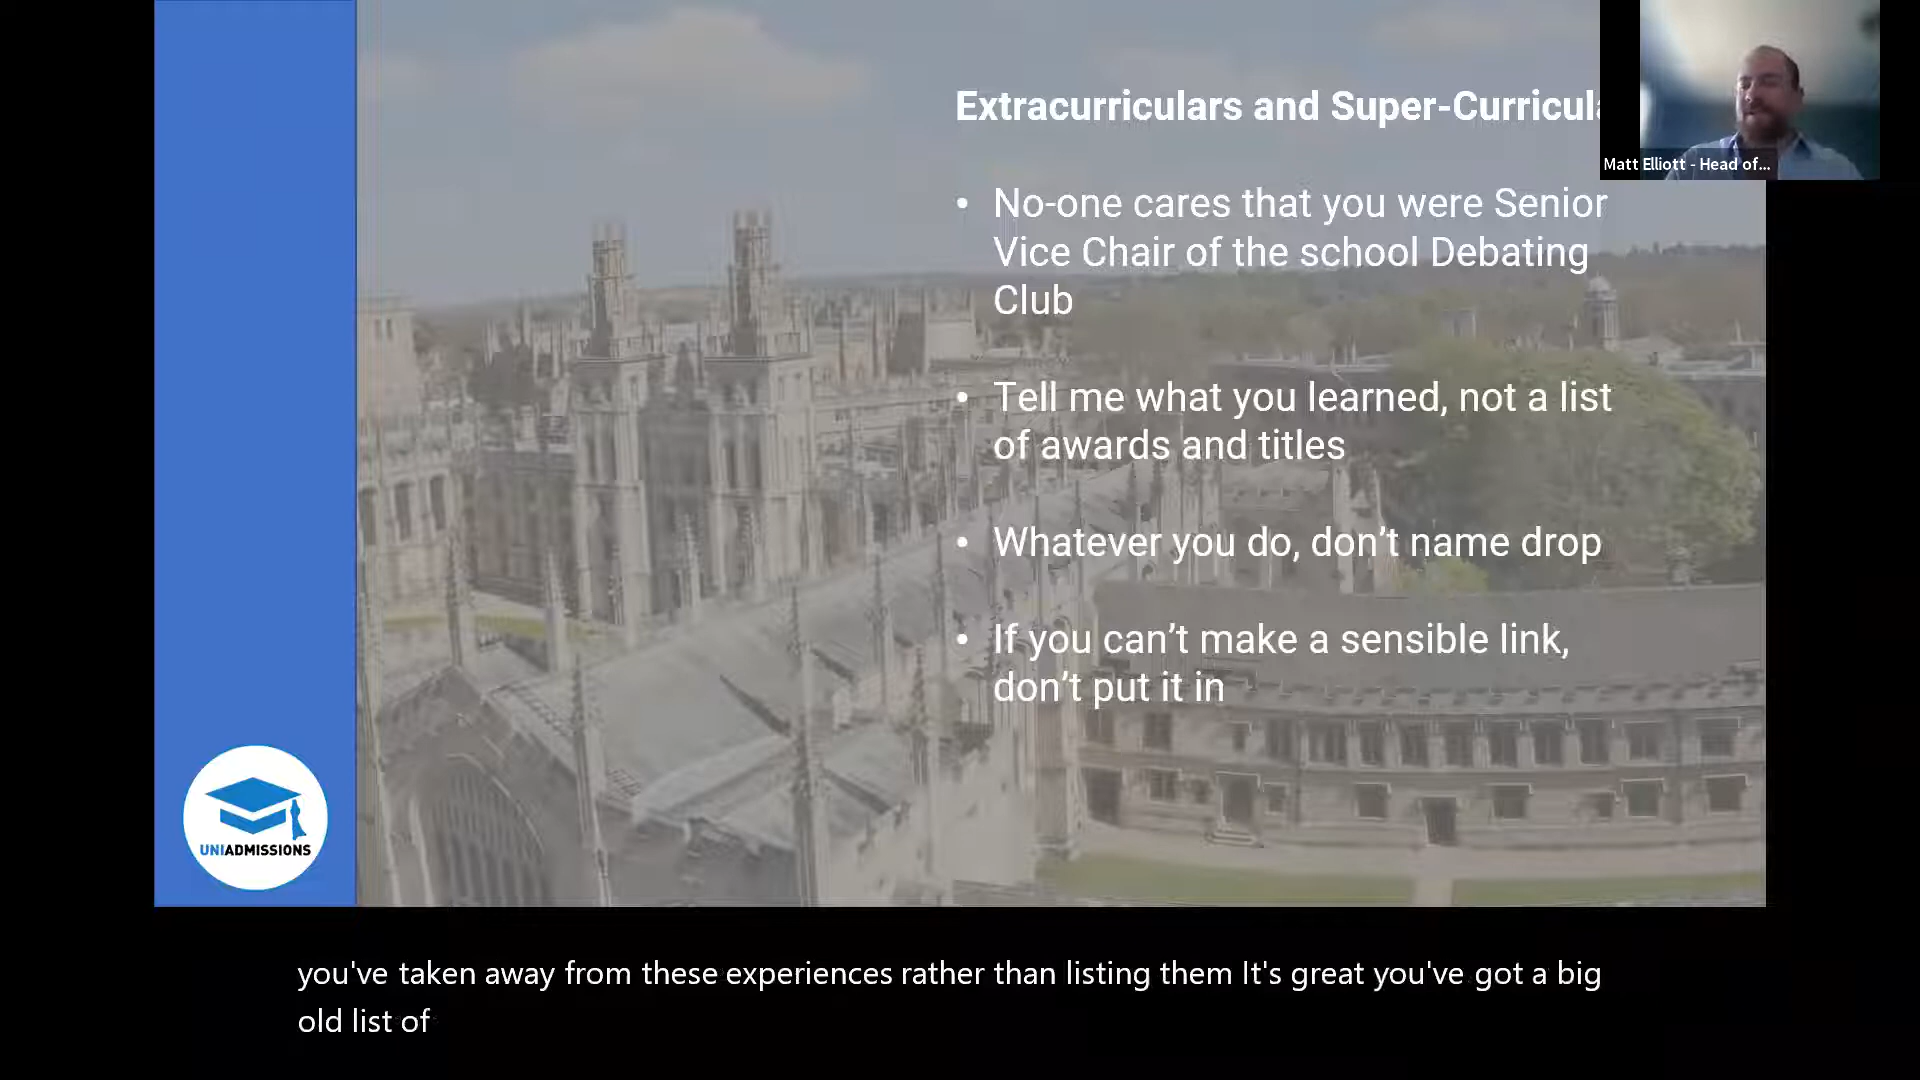 Extracurriculars and Super-Curricula
Matt Elliott - Head of...
• No-one cares that you were Senior
Vice Chair of the school Debating
Club
• Tell me what you learned, not a list
of awards and titles
• Whatever you do, don't name drop
• If you can't make a sensible link,
don't put it in
UNIADMISSIONS
you've taken away from these experiences rather than listing them It's great you've got a big
old list of